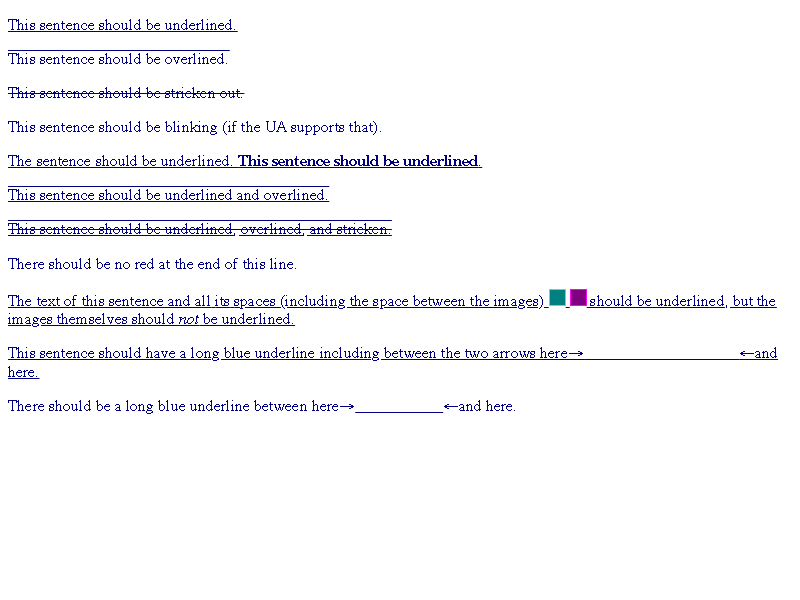 This sentence should be underlined.
This sentence should be overlined.
This sentence should be stricken out.
This sentence should be blinking (if the UA supports that).
The sentence should be underlined. This sentence should be underlined.
This sentence should be underlined and overlined.
This sentence should be underlined, overlined, and stricken.
There should be no red at the end of this line.
The text of this sentence and all its spaces (including the space between the images) should be underlined, but the
images themselves should not be underlined.
This sentence should have a long blue underline including between the two arrows here→ ←and
here.
There should be a long blue underline between here→ ←and here.